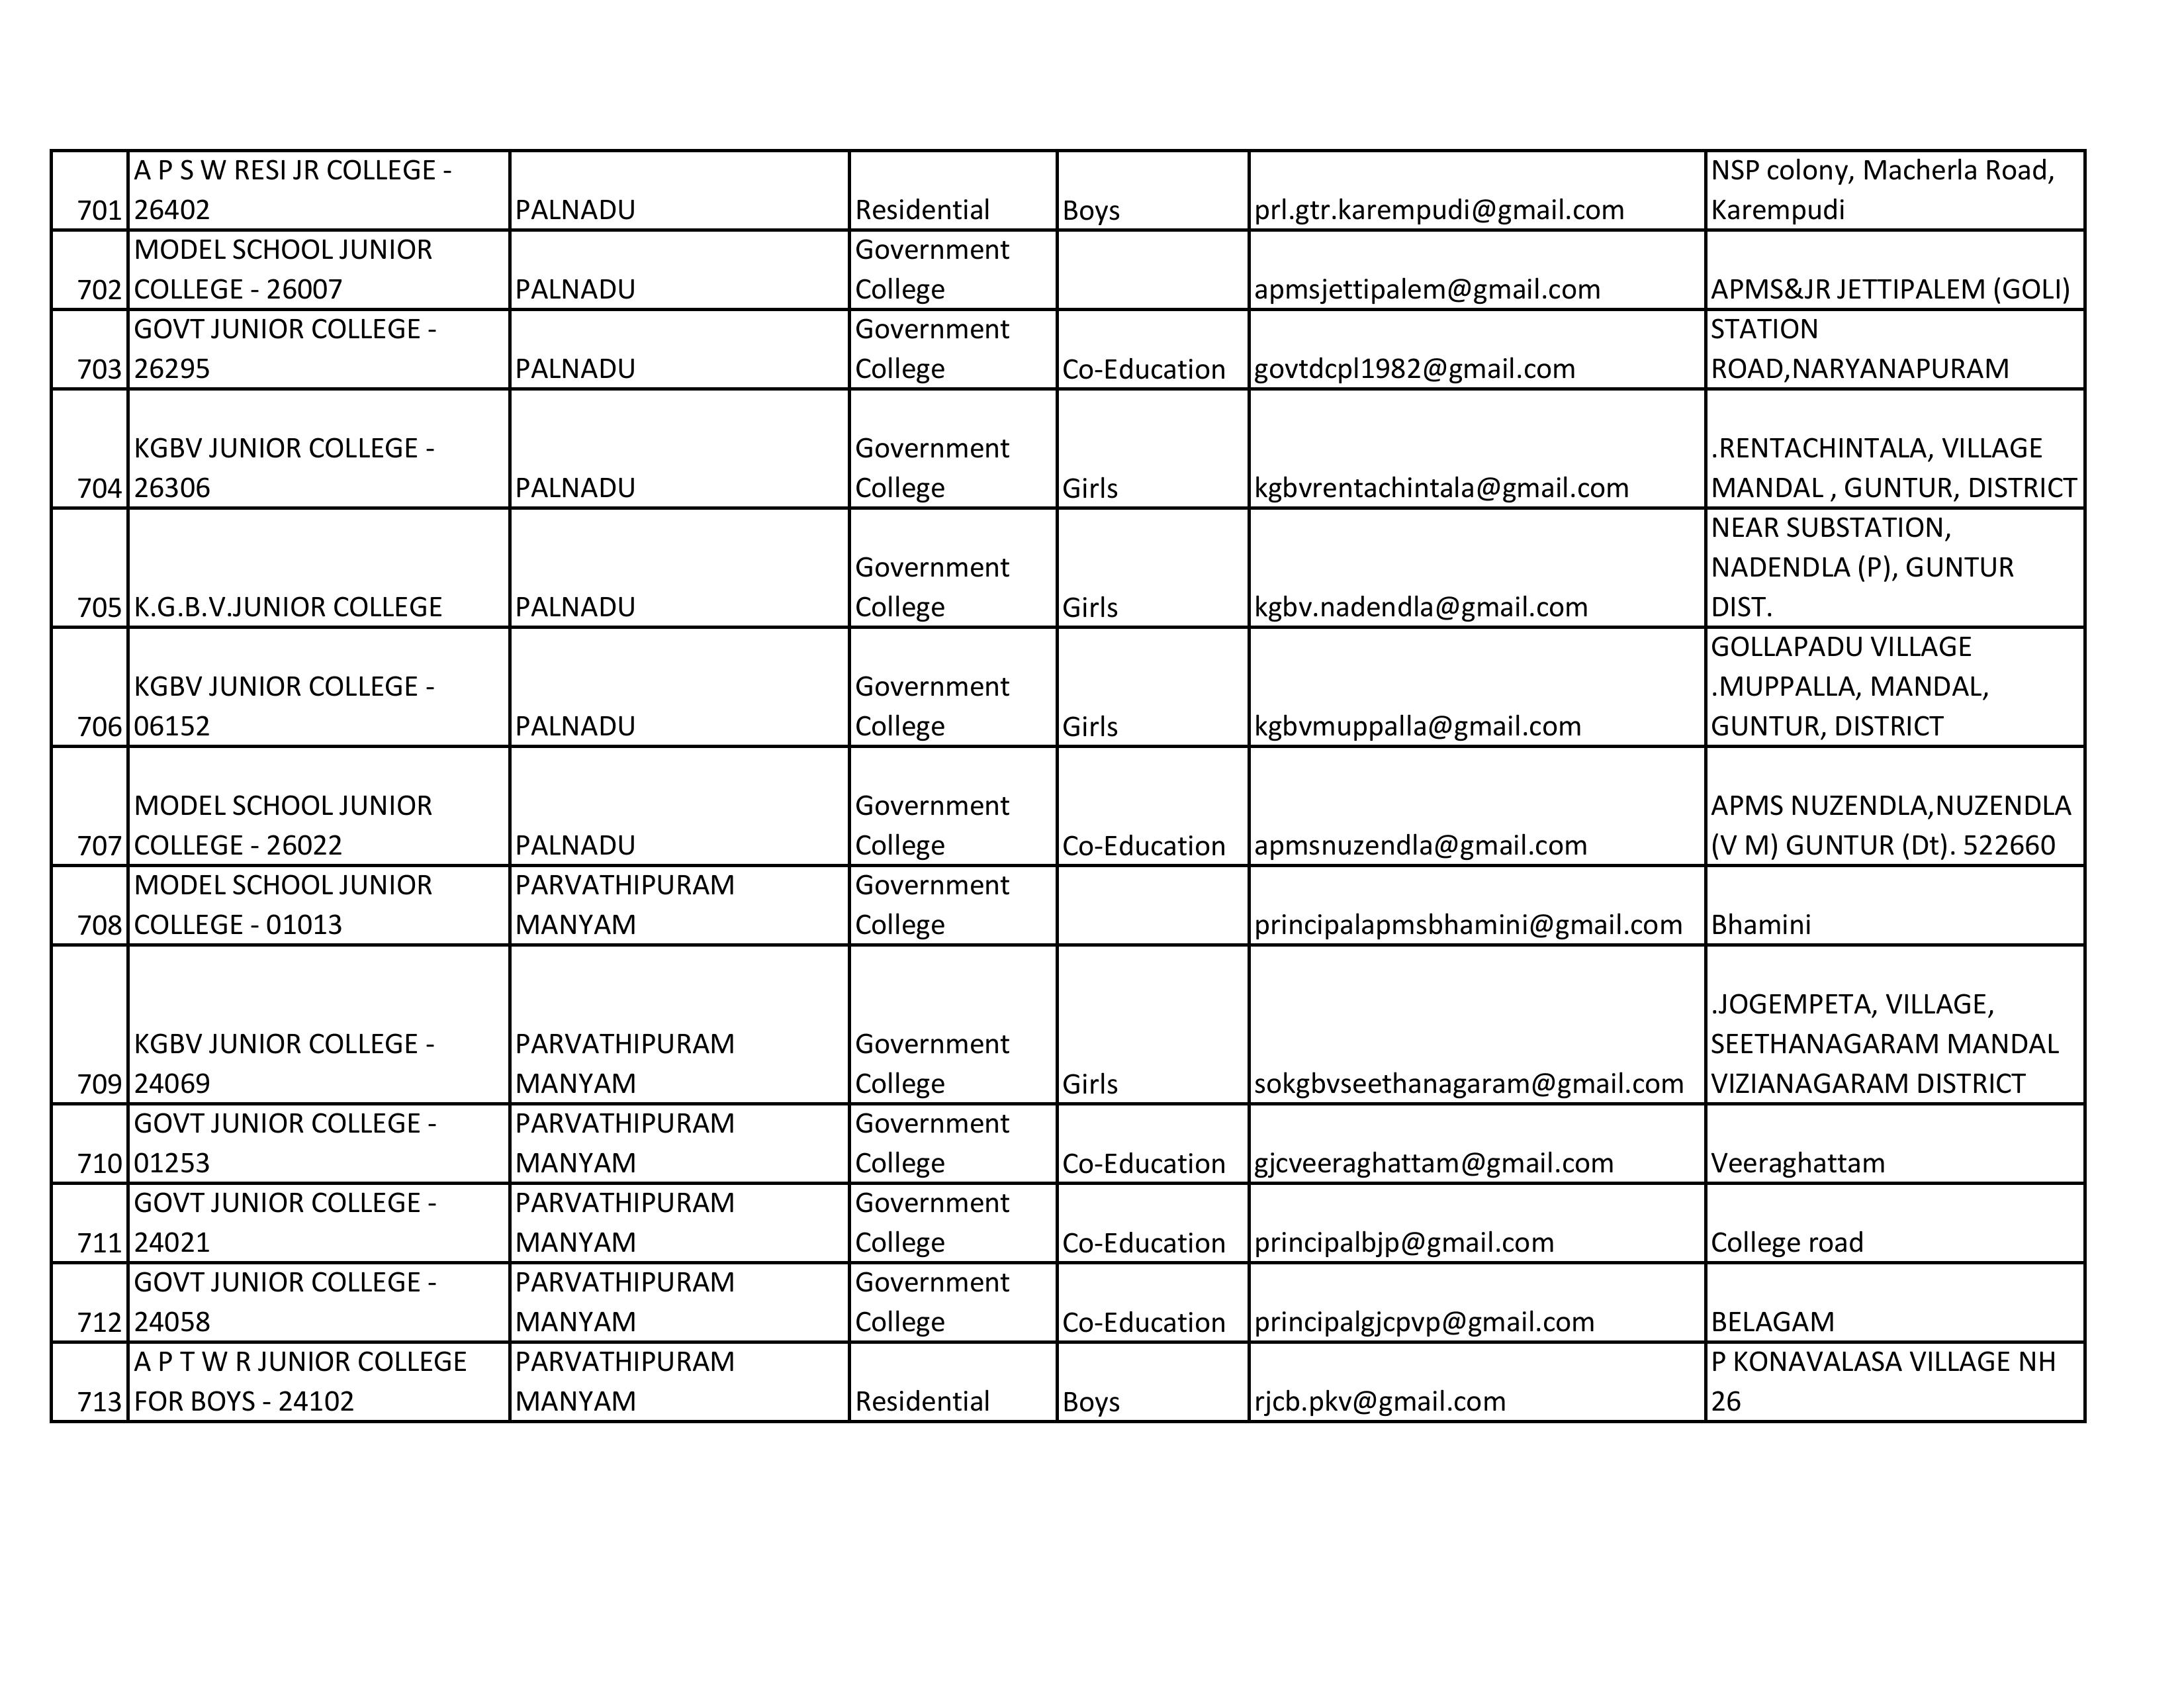 A P S W RESI JR COLLEGE -
NSP colony, Macherla Road,
701 26402 PALNADU Residential Boys prl.gtr.karempudi@gmail.com Karempudi
MODEL SCHOOL JUNIOR Government
702 COLLEGE - 26007 PALNADU College apmsjettipalem@gmail.com APMS&JR JETTIPALEM (GOLI)
GOVT JUNIOR COLLEGE - Government STATION
703 26295 PALNADU College Co-Education govtdcpl1982@gmail.com ROAD,NARYANAPURAM
KGBV JUNIOR COLLEGE - Government .RENTACHINTALA, VILLAGE
704 26306 PALNADU College Girls kgbvrentachintala@gmail.com MANDAL , GUNTUR, DISTRICT
NEAR SUBSTATION,
Government NADENDLA (P), GUNTUR
705 K.G.B.V.JUNIOR COLLEGE PALNADU College Girls kgbv.nadendla@gmail.com DIST.
GOLLAPADU VILLAGE
KGBV JUNIOR COLLEGE - Government .MUPPALLA, MANDAL,
706 06152 PALNADU College Girls kgbvmuppalla@gmail.com GUNTUR, DISTRICT
MODEL SCHOOL JUNIOR Government APMS NUZENDLA,NUZENDLA
707 COLLEGE - 26022 PALNADU College Co-Education apmsnuzendla@gmail.com (V M) GUNTUR (Dt). 522660
MODEL SCHOOL JUNIOR PARVATHIPURAM Government
708 COLLEGE - 01013 MANYAM College principalapmsbhamini@gmail.com Bhamini
.JOGEMPETA, VILLAGE,
KGBV JUNIOR COLLEGE - PARVATHIPURAM Government SEETHANAGARAM MANDAL
709 24069 MANYAM College Girls sokgbvseethanagaram@gmail.com VIZIANAGARAM DISTRICT
GOVT JUNIOR COLLEGE - PARVATHIPURAM Government
710 01253 MANYAM College Co-Education gjcveeraghattam@gmail.com Veeraghattam
GOVT JUNIOR COLLEGE - PARVATHIPURAM Government
711 24021 MANYAM College Co-Education principalbjp@gmail.com College road
GOVT JUNIOR COLLEGE - PARVATHIPURAM Government
712 24058 MANYAM College Co-Education principalgjcpvp@gmail.com BELAGAM
A P T W R JUNIOR COLLEGE PARVATHIPURAM P KONAVALASA VILLAGE NH
713 FOR BOYS - 24102 MANYAM Residential Boys rjcb.pkv@gmail.com 26